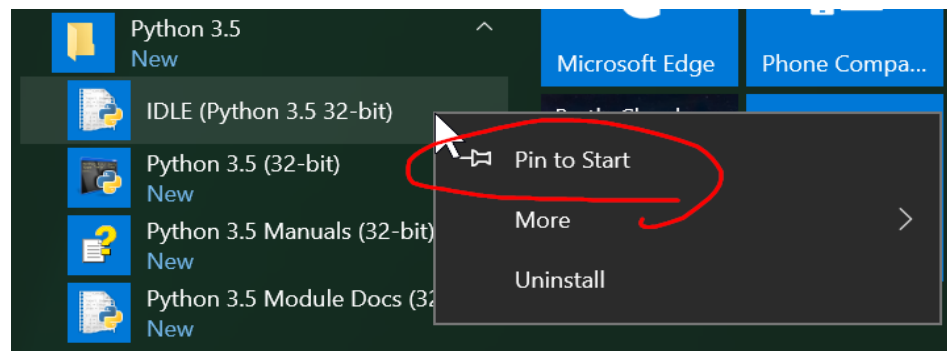 Python 3.5
New
IDLE (Python 3.5 32-bit)
Python 3.5 (32-bit)
New
Python 3.5 Manuals (32-bit)
New
Python 3.5 Module Docs (32
New
Microsoft Edge
Phone Compa...
Pin to Start
More
Uninstall